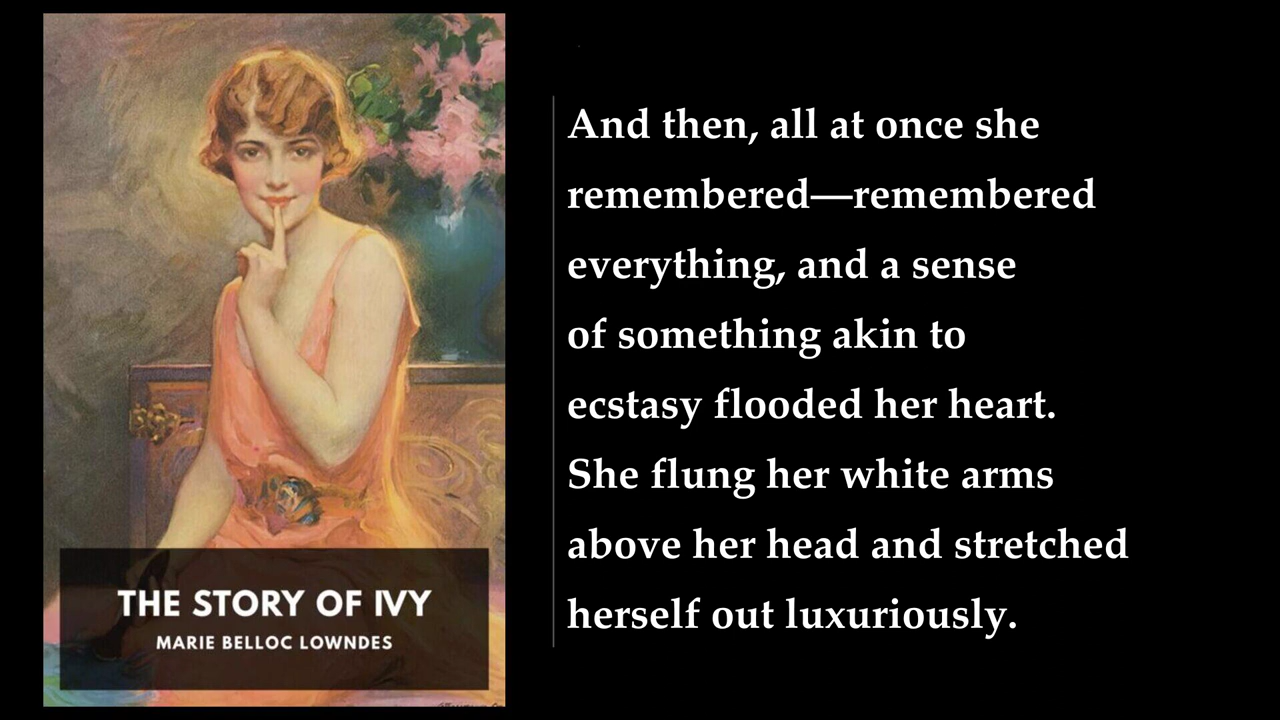 THE STORY OF IVY
MARIE BELLOC LOWNDES
And then, all at once she
remembered—remembered
everything, and a sense
of something akin to
ecstasy flooded her heart.
She flung her white arms
above her head and stretched
herself out luxuriously.